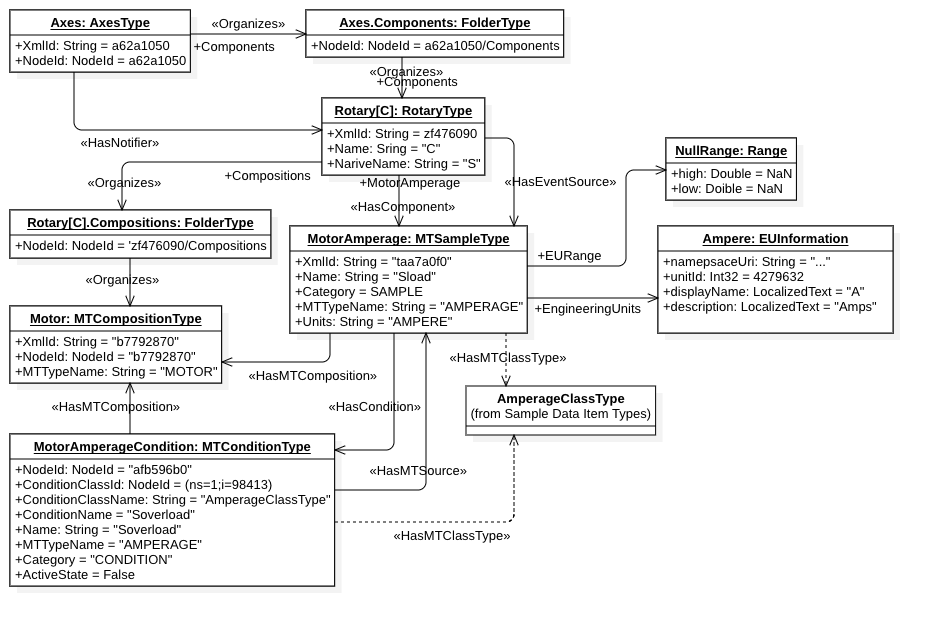 Axes: AxesType
+XmlId: String = a62a1050
+NodeId: NodeId = a62a1050
«Organizes»
+Components
Axes.Components: FolderType
+NodeId: NodeId = a62a1050/Components
«Organizes»
+Components
Rotary[C]: RotaryType
+XmlId: String = zf476090
+Name: Sring = "C"
+NariveName: String = "S"
«HasNotifier»
+Compositions
«Organizes»
+MotorAmperage
«HasComponent»
«HasEventSource»
NullRange: Range
+high: Double = NaN
+low: Doible = NaN
Rotary[C].Compositions: FolderType
+NodeId: NodeId = 'zf476090/Compositions
«Organizes»
MotorAmperage: MTSampleType
+XmlId: String = "taa7a0f0"
+Name: String = "Sload"
+Category = SAMPLE
+MTTypeName: String = "AMPERAGE"
+Units: String = "AMPERE"
+EURange
+EngineeringUnits
Ampere: EUInformation
+namepsaceUri: String = "..."
+unitId: Int32 = 4279632
+displayName: LocalizedText = "A"
+description: LocalizedText = "Amps"
Motor: MTCompositionType
+XmlId: String = "b7792870"
+NodeId: NodeId = "b7792870"
+MTTypeName: String = "MOTOR"
«HasMTComposition»
«HasMTComposition»
«HasCondition»
«HasMTClassType»
AmperageClassType
(from Sample Data Item Types)
MotorAmperageCondition: MTConditionType
+NodeId: NodeId = "afb596b0"
+ConditionClassId: NodeId = (ns=1;i=98413)
+ConditionClassName: String = "AmperageClassType"
+ConditionName = "Soverload"
+Name: String = "Soverload"
+MTTypeName = "AMPERAGE"
+Category = "CONDITION"
+ActiveState = False
«HasMTSource»
«HasMTClassType»